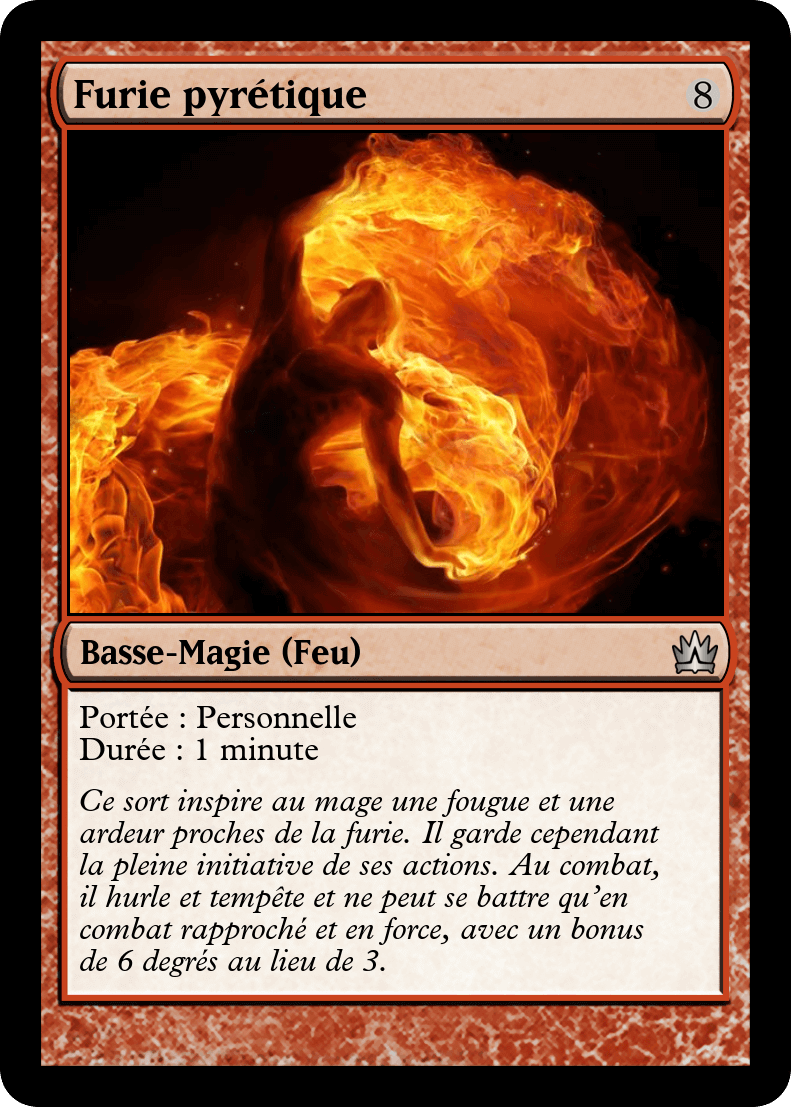 Furie pyrétique
8
Basse-Magie (Feu)
Portée : Personnelle
Durée : 1 minute
Ce sort inspire au mage une fougue et une
ardeur proches de la furie. Il garde cependant
la pleine initiative de ses actions. Au combat,
il hurle et tempête et ne peut se battre qu'en
combat rapproché et en force, avec un bonus
de 6 degrés au lieu de 3.